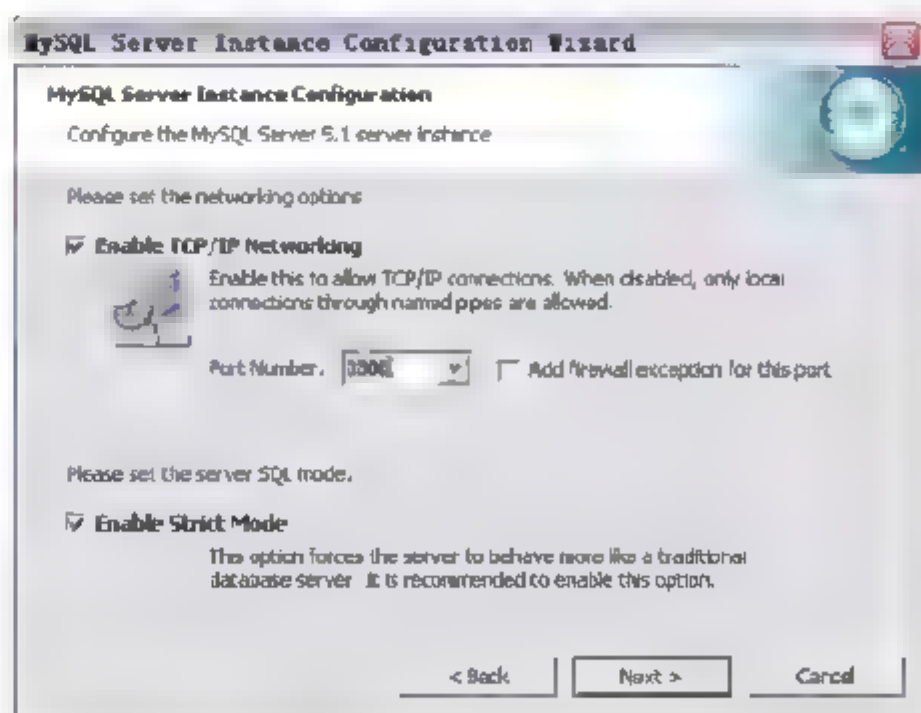 MySQL Server Instance Configuration Wizard
MySQL Server Instance Configuration
Configure the MySQL Server 5.1 server instance
Please set the networking options
Enable TCP/IP Networking
Enable this to allow TCP/IP connections. When disabled, only local
connections through named pipes are allowed.
Port Number:
Add firewall exception for this port
Please set the server SQL mode.
Enable Strict Mode
This option forces the server to behave more like a traditional
database server. It is recommended to enable this option.
< Back
Next >
Cancel